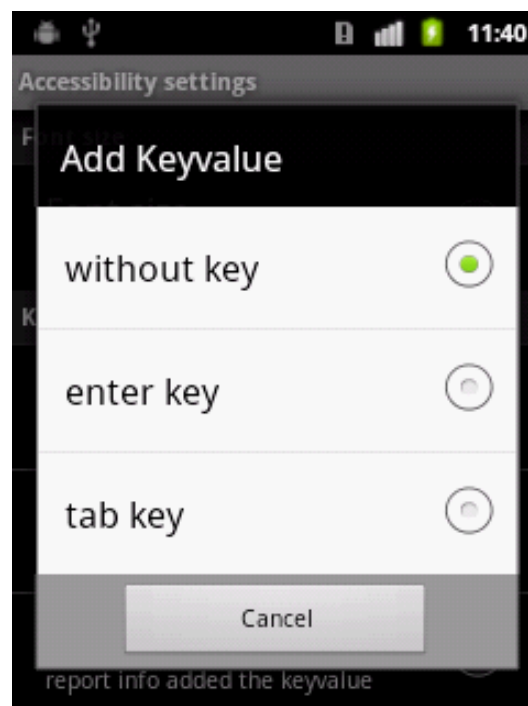 11:40
Accessibility settings
Add Keyvalue
without key
enter key
tab key
Cancel
report info added the keyvalue